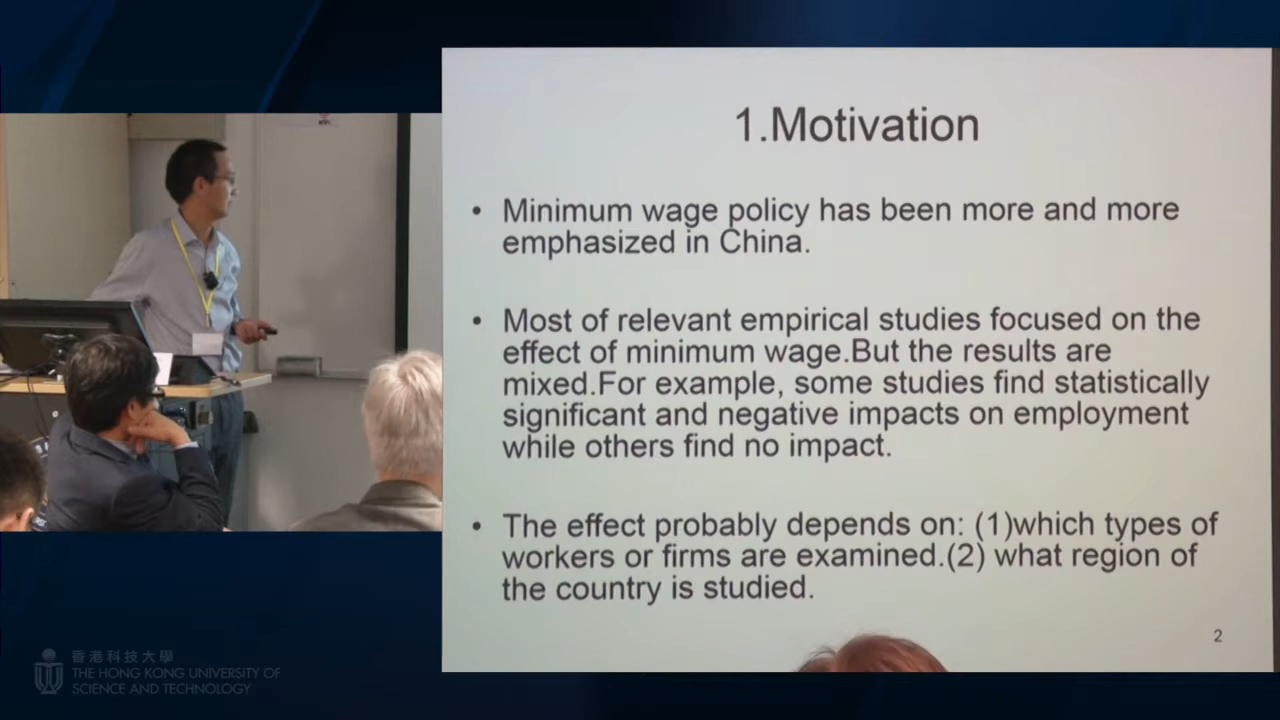 1.Motivation
• Minimum wage policy has been more and more
emphasized in China.
• Most of relevant empirical studies focused on the
effect of minimum wage.But the results are
mixed.For example, some studies find statistically
significant and negative impacts on employment
while others find no impact.
• The effect probably depends on: (1)which types of
workers or firms are examined.(2) what region of
the country is studied.
2
香港科技大學
THE HONG KONG UNIVERSITY OF
SCIENCE AND TECHNOLOGY